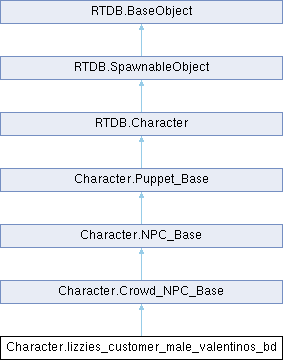 RTDB.BaseObject
RTDB.SpawnableObject
RTDB.Character
Character.Puppet_Base
Character.NPC_Base
Character.Crowd_NPC_Base
Character.lizzies_customer_male_valentinos_bd